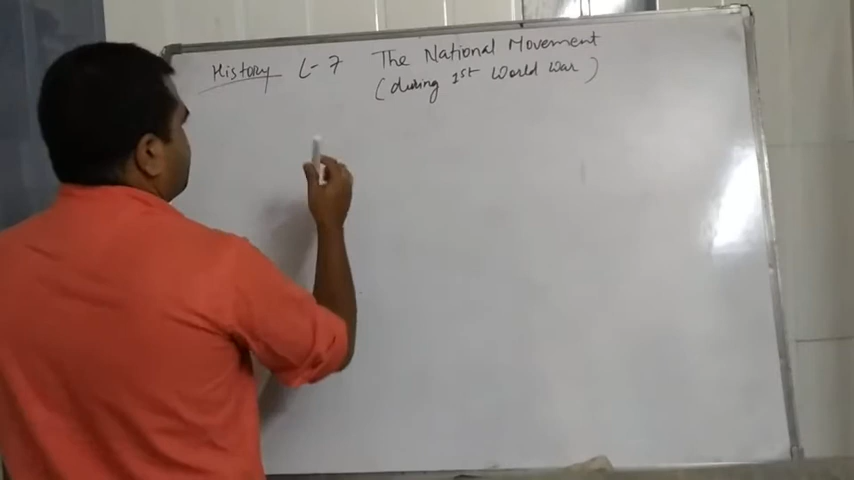 History L-7 The National Movement
(during 1st World War)